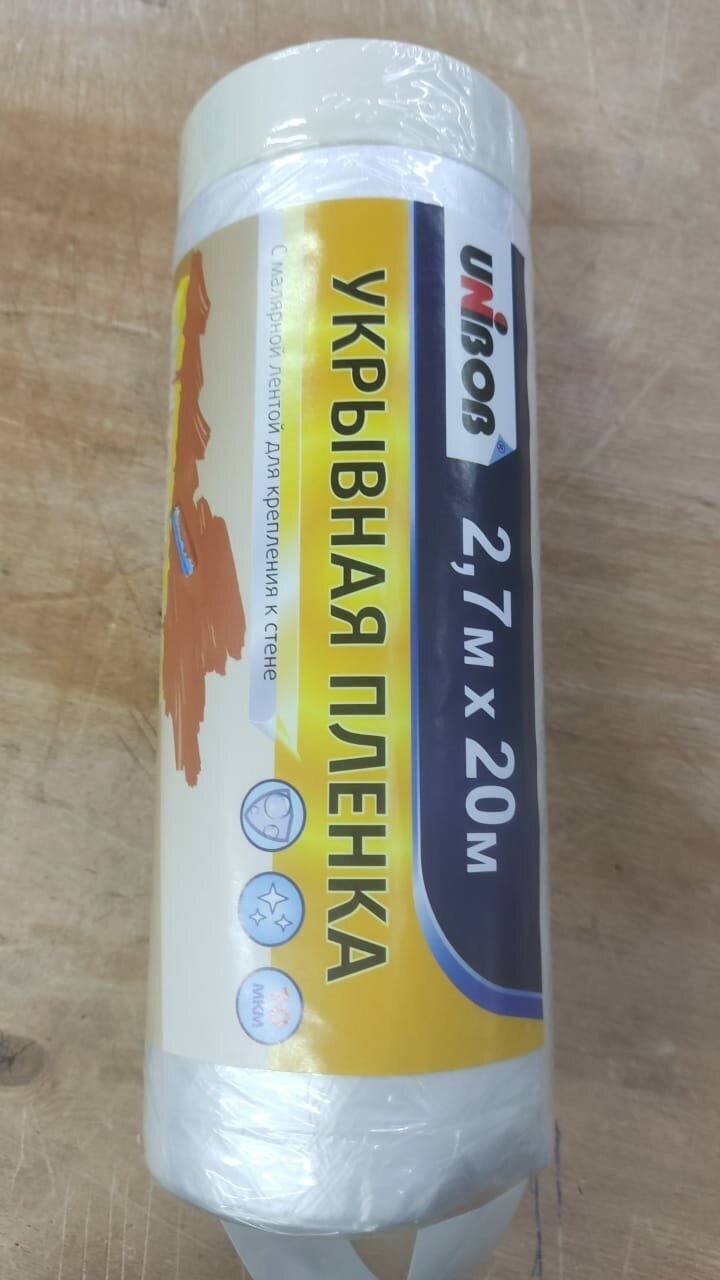 UNiBOB®
2,7м x 20м
УКРЫВНАЯ ПЛЕНКА
С малярной лентой для крепления к стене
10
мкм